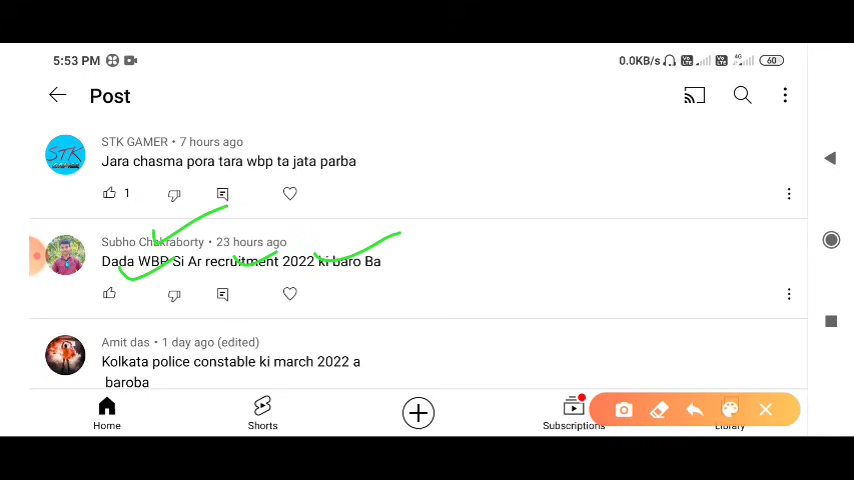 5:53 PM
0.0KB/s
4G
60
Post
STK GAMER • 7 hours ago
Jara chasma pora tara wbp ta jata parba
1
Subho Chakraborty • 23 hours ago
Dada WBP Si Ar recruitment 2022 ki baro Ba
Amit das • 1 day ago (edited)
Kolkata police constable ki march 2022 a
baroba
Home
Shorts
Subscriptions
Library